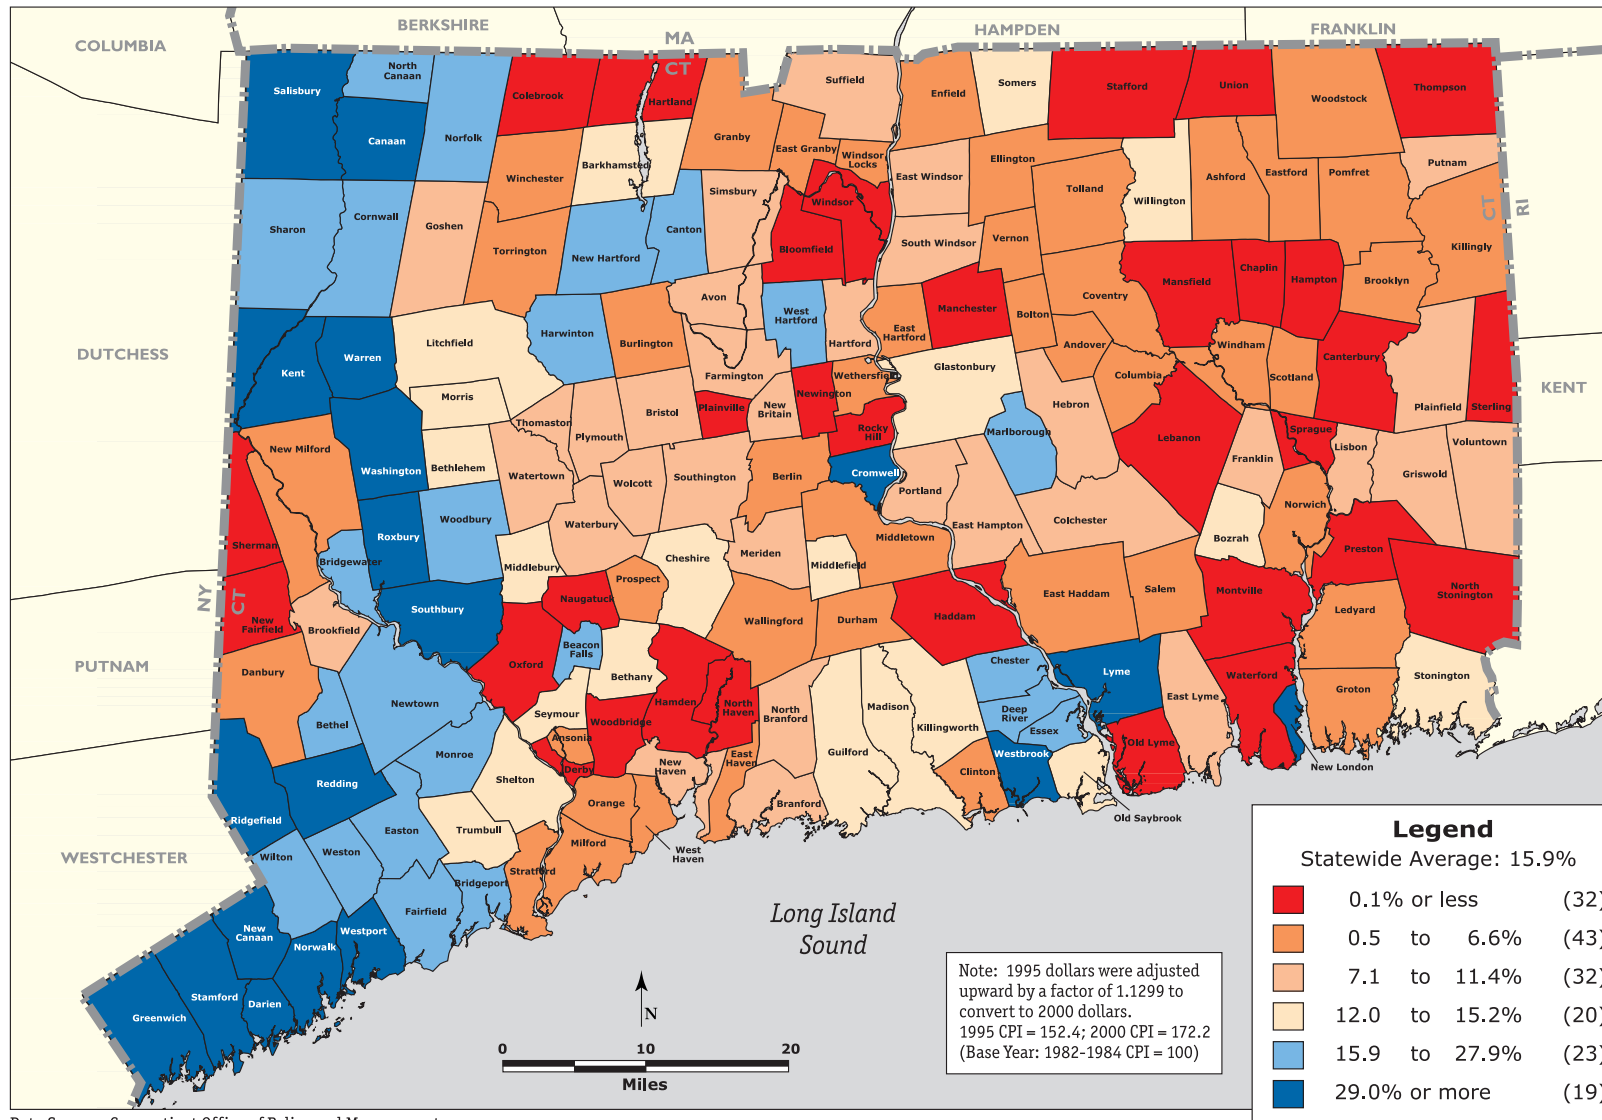 BERKSHIRE
HAMPDEN
FRANKLIN
COLUMBIA
MA
CT
North
Canaan
Salisbury
Canaan
Norfolk
Colebrook
Hartland
Suffield
Enfield
Somers
Stafford
Union
Woodstock
Thompson
Granby
East Granby
Windsor
Locks
Barkhamsted
Winchester
Simsbury
East Windsor
Ellington
Tolland
Willington
Ashford
Eastford
Pomfret
Putnam
CT
RI
Sharon
Cornwall
Goshen
Torrington
New Hartford
Canton
Windsor
Bloomfield
South Windsor
Vernon
Killingly
Mansfield
Chaplin
Hampton
Brooklyn
Coventry
Avon
West
Hartford
Hartford
East
Hartford
Manchester
Bolton
Andover
Windham
Scotland
Canterbury
Plainfield
Sterling
DUTCHESS
KENT
Kent
Warren
Litchfield
Harwinton
Burlington
Farmington
Wethersfield
Glastonbury
Columbia
Hebron
Morris
Thomaston
Plymouth
Bristol
Plainville
New
Britain
Newington
Rocky
Hill
Marlborough
Lebanon
Franklin
Sprague
Lisbon
Voluntown
Griswold
New Milford
Washington
Bethlehem
Watertown
Wolcott
Southington
Berlin
Cromwell
Portland
East Hampton
Colchester
Norwich
Bozrah
Preston
North
Stonington
Sherman
Bridgewater
Roxbury
Woodbury
Waterbury
Middlebury
Cheshire
Meriden
Middlefield
Middletown
NY
CT
New
Fairfield
Brookfield
Southbury
Naugatuck
Prospect
Wallingford
Durham
Haddam
East Haddam
Salem
Montville
Ledyard
PUTNAM
Danbury
Oxford
Beacon
Falls
Bethany
Chester
Lyme
East Lyme
Waterford
Groton
Stonington
Bethel
Newtown
Seymour
Woodbridge
Hamden
North
Haven
North
Branford
Guilford
Madison
Killingworth
Deep
River
Essex
Westbrook
Old Lyme
Monroe
Ansonia
Derby
New
Haven
East
Haven
Clinton
New London
Redding
Shelton
Orange
Branford
Old Saybrook
Ridgefield
Easton
Trumbull
Milford
West
Haven
WESTCHESTER
Wilton
Weston
Stratford
Bridgeport
Fairfield
New
Canaan
Norwalk
Westport
Stamford
Darien
Greenwich
Long Island
Sound
N
0 10 20
Miles
Note: 1995 dollars were adjusted
upward by a factor of 1.1299 to
convert to 2000 dollars.
1995 CPI = 152.4; 2000 CPI = 172.2
(Base Year: 1982-1984 CPI = 100)
Legend
Statewide Average: 15.9%
0.1% or less (32)
0.5 to 6.6% (43)
7.1 to 11.4% (32)
12.0 to 15.2% (20)
15.9 to 27.9% (23)
29.0% or more (19)